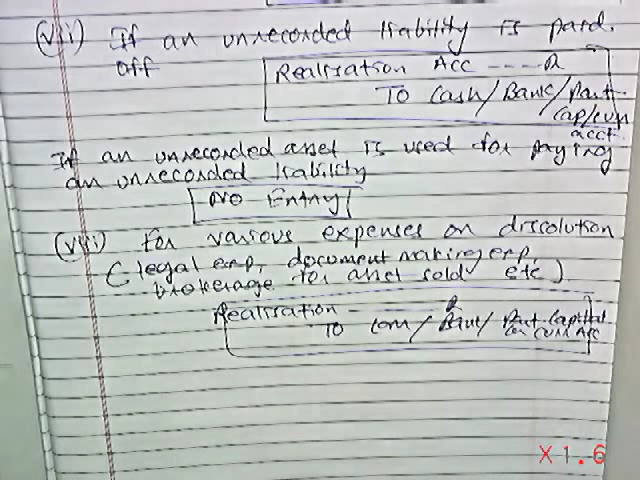 (vii) If an unrecorded liability is paid.
off
Realisation Acc ---- Dr
To Cash/Bank/Part.
Cap/curr
acct.
If an unrecorded asset is used for paying
an unrecorded liability
No Entry
(viii) for various expenses on dissolution
(legal exp, document making exp,
brokerage for asset sold etc)
Realisation ---- Dr
To Cash/ Bank/ Part. Capital
or Curr Acc
X1.6